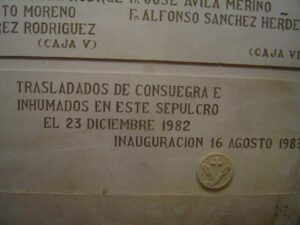 JOSE AVILA MERINO
TO MORENO P. ALFONSO SANCHEZ HERDE
REZ RODRIGUEZ
(CAJA V) (CAJA VI
TRASLADADOS DE CONSUEGRA E
INHUMADOS EN ESTE SEPULCRO
EL 23 DICIEMBRE 1982
INAUGURACION 16 AGOSTO 1983